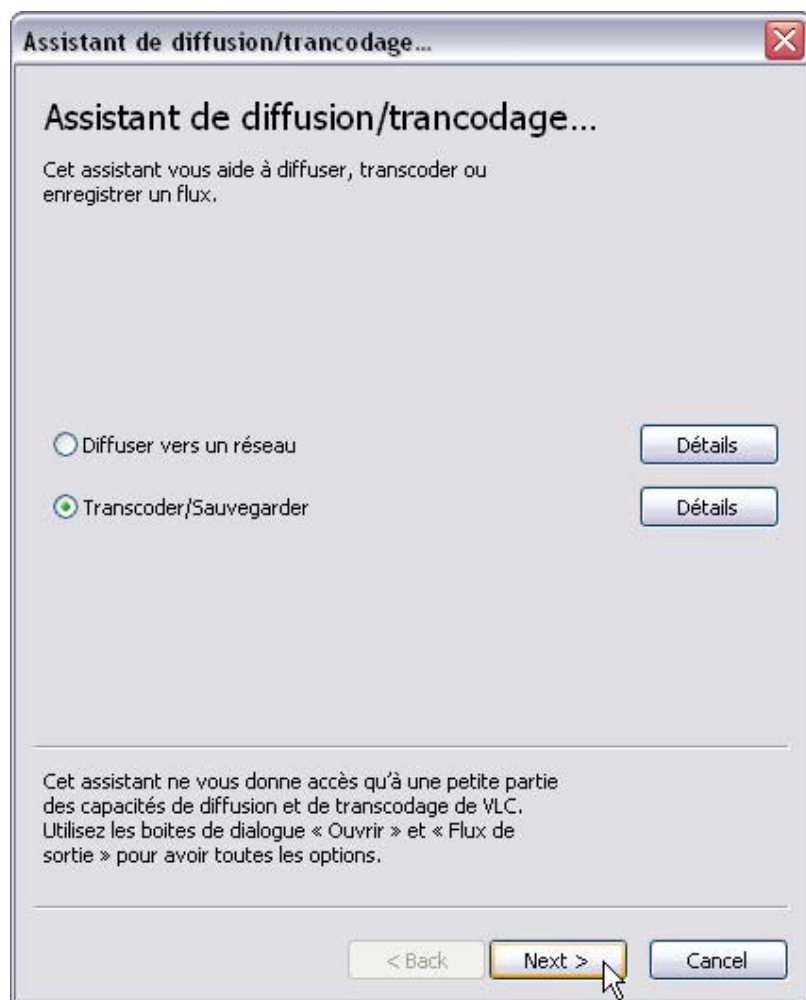 Assistant de diffusion/trancodage...
Assistant de diffusion/trancodage...
Cet assistant vous aide à diffuser, transcoder ou
enregistrer un flux.
Diffuser vers un réseau
Détails
Transcoder/Sauvegarder
Détails
Cet assistant ne vous donne accès qu'à une petite partie
des capacités de diffusion et de transcodage de VLC.
Utilisez les boites de dialogue « Ouvrir » et « Flux de
sortie » pour avoir toutes les options.
< Back
Next >
Cancel